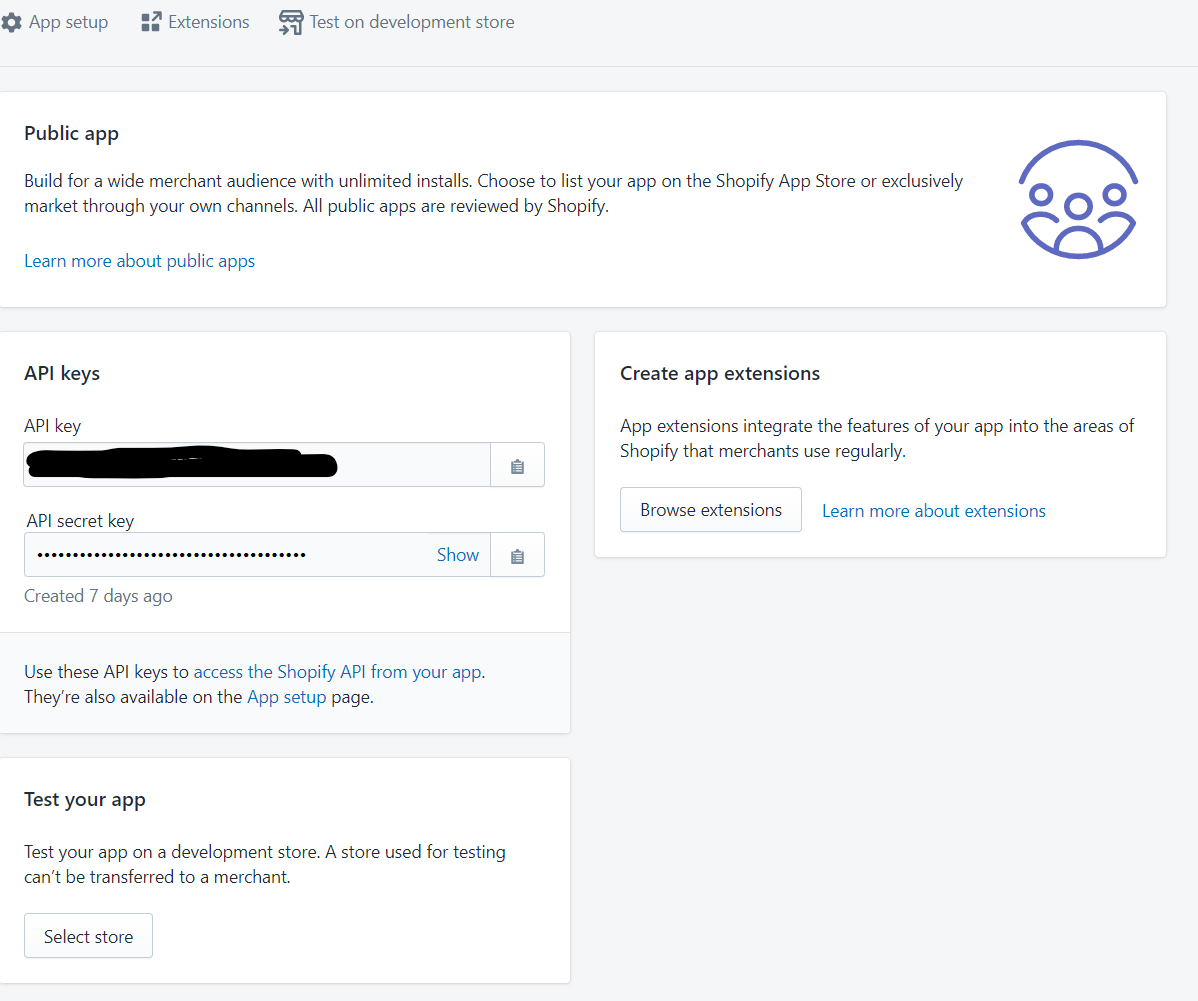 App setup Extensions Test on development store
Public app
Build for a wide merchant audience with unlimited installs. Choose to list your app on the Shopify App Store or exclusively
market through your own channels. All public apps are reviewed by Shopify.
Learn more about public apps
API keys
API key
API secret key
•••••••••••••••••••••••••••••••••••••• Show
Created 7 days ago
Use these API keys to access the Shopify API from your app.
They’re also available on the App setup page.
Create app extensions
App extensions integrate the features of your app into the areas of
Shopify that merchants use regularly.
Browse extensions Learn more about extensions
Test your app
Test your app on a development store. A store used for testing
can’t be transferred to a merchant.
Select store